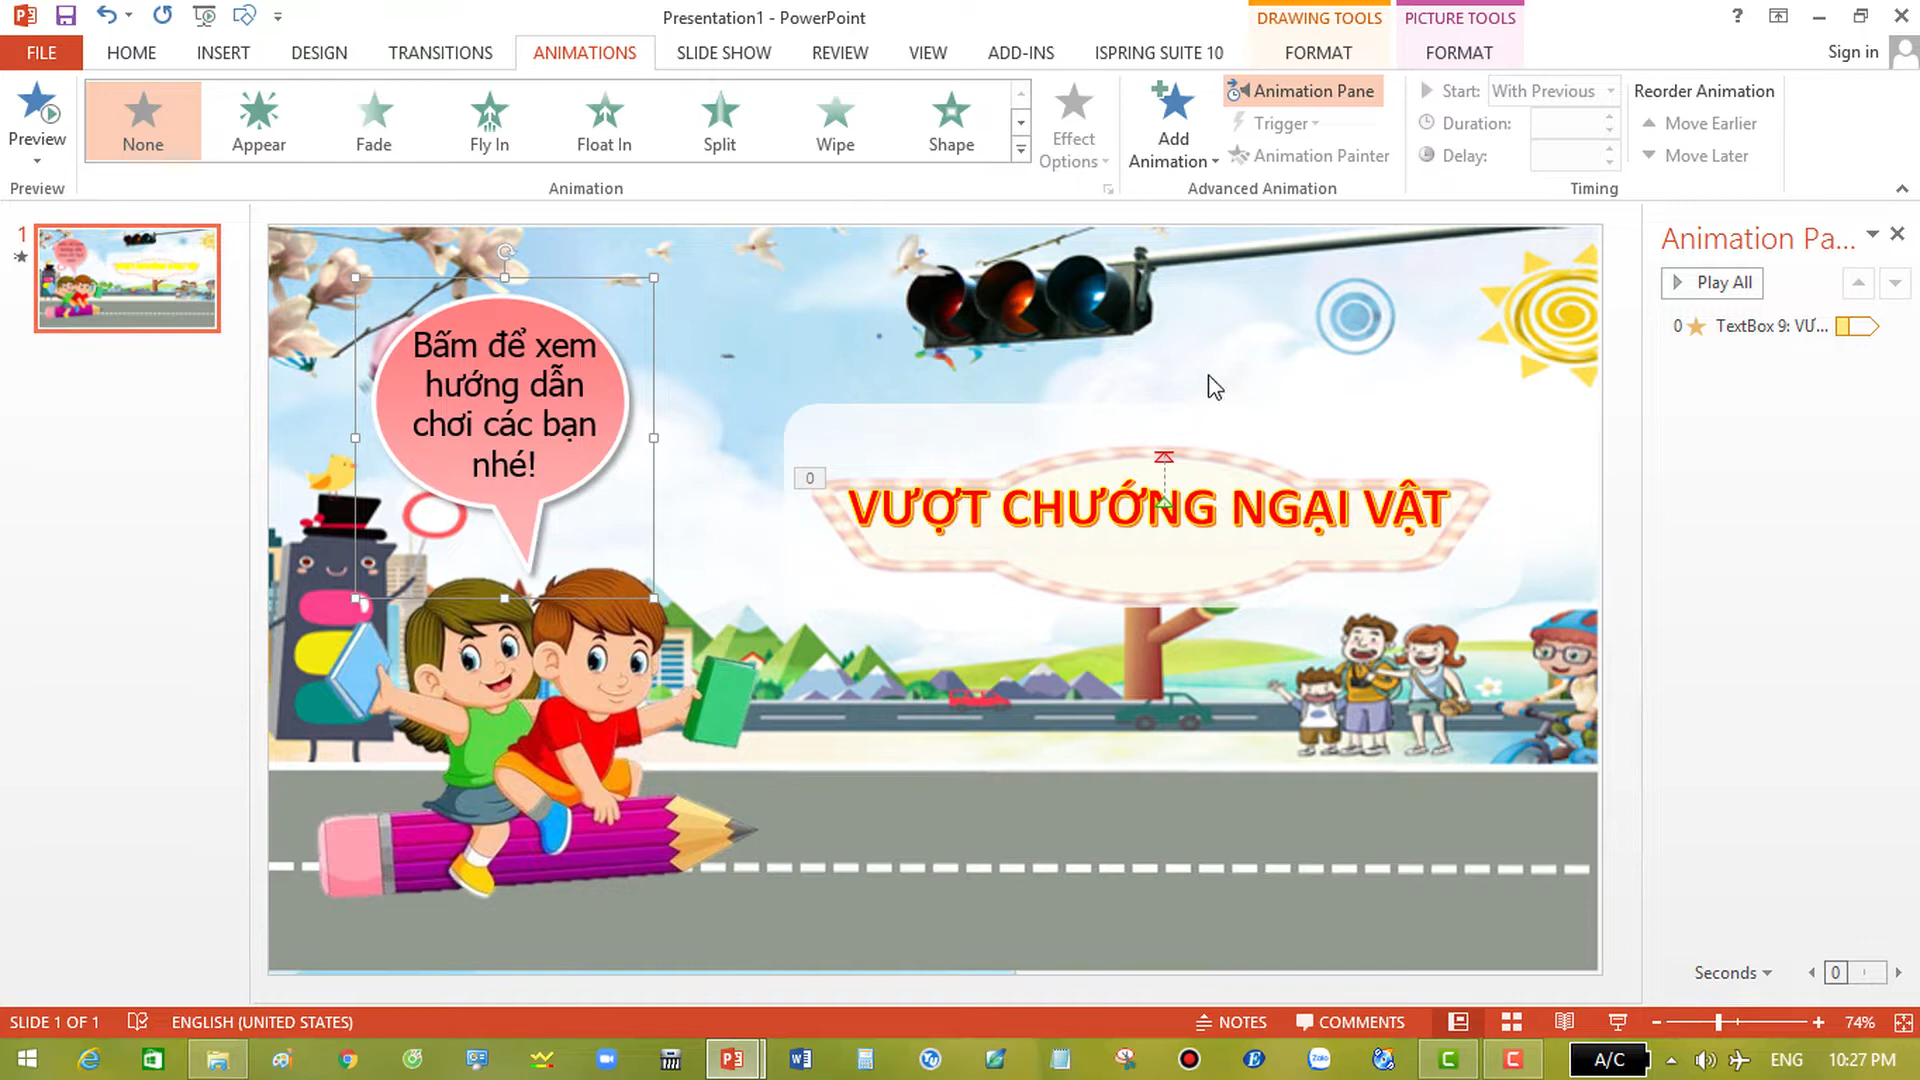 Presentation1 - PowerPoint
DRAWING TOOLS
PICTURE TOOLS
?
FILE
HOME
INSERT
DESIGN
TRANSITIONS
ANIMATIONS
SLIDE SHOW
REVIEW
VIEW
ADD-INS
ISPRING SUITE 10
FORMAT
FORMAT
Sign in
Preview
None
Appear
Fade
Fly In
Float In
Split
Wipe
Shape
Effect
Options
Add
Animation
Animation Pane
Trigger
Animation Painter
Start:
With Previous
Duration:
Delay:
Reorder Animation
Move Earlier
Move Later
Preview
Animation
Advanced Animation
Timing
1
Bấm để xem
hướng dẫn
chơi các bạn
nhé!
0
VƯỢT CHƯỚNG NGẠI VẬT
Animation Pa...
Play All
0
TextBox 9: VƯ...
Seconds
0
SLIDE 1 OF 1
ENGLISH (UNITED STATES)
NOTES
COMMENTS
74%
A/C
ENG
10:27 PM